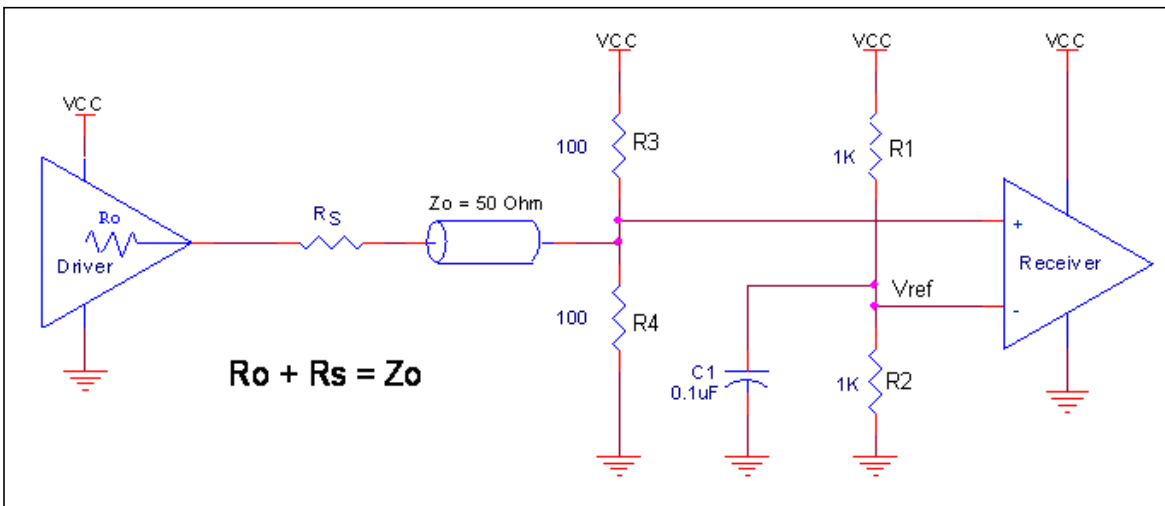 VCC
VCC
VCC
VCC
Ro
Driver
RS
Zo = 50 Ohm
100
R3
1K
R1
+
Receiver
Vref
-
100
R4
Ro + Rs = Zo
C1
0.1uF
1K
R2